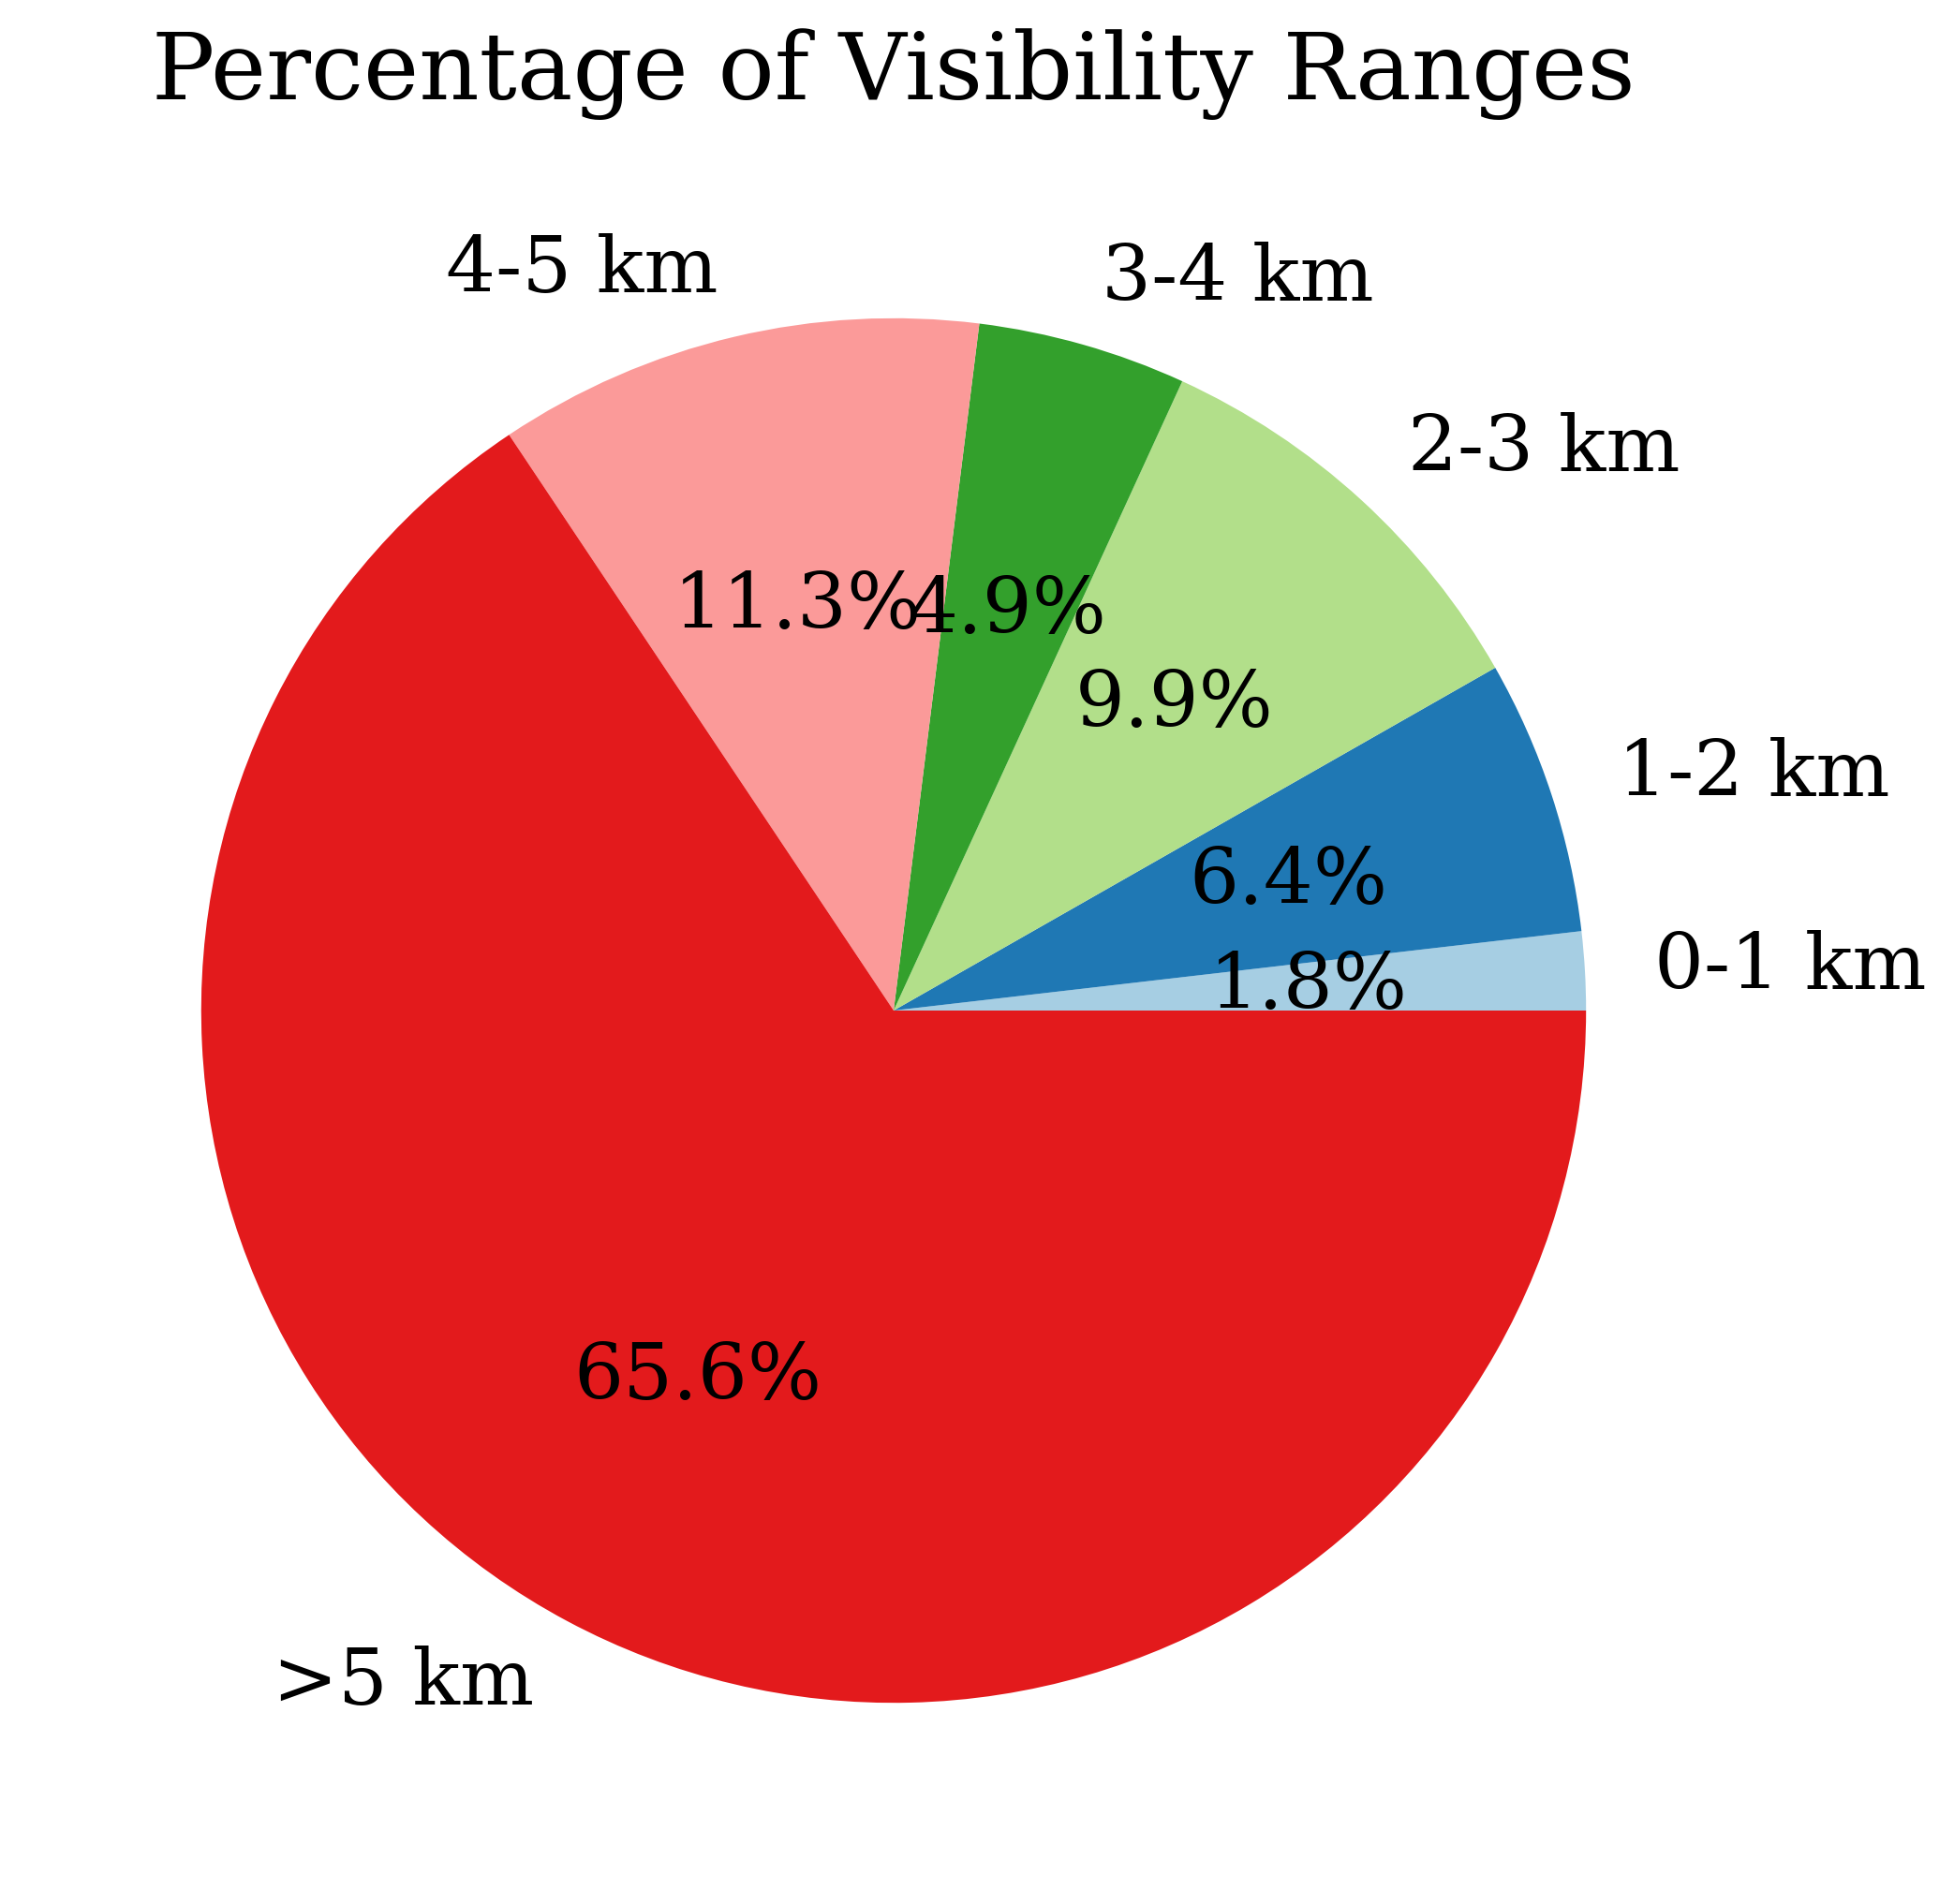 Percentage of Visibility Ranges
4-5 km
3-4 km
2-3 km
11.3%
4.9%
9.9%
1-2 km
6.4%
0-1 km
1.8%
65.6%
>5 km